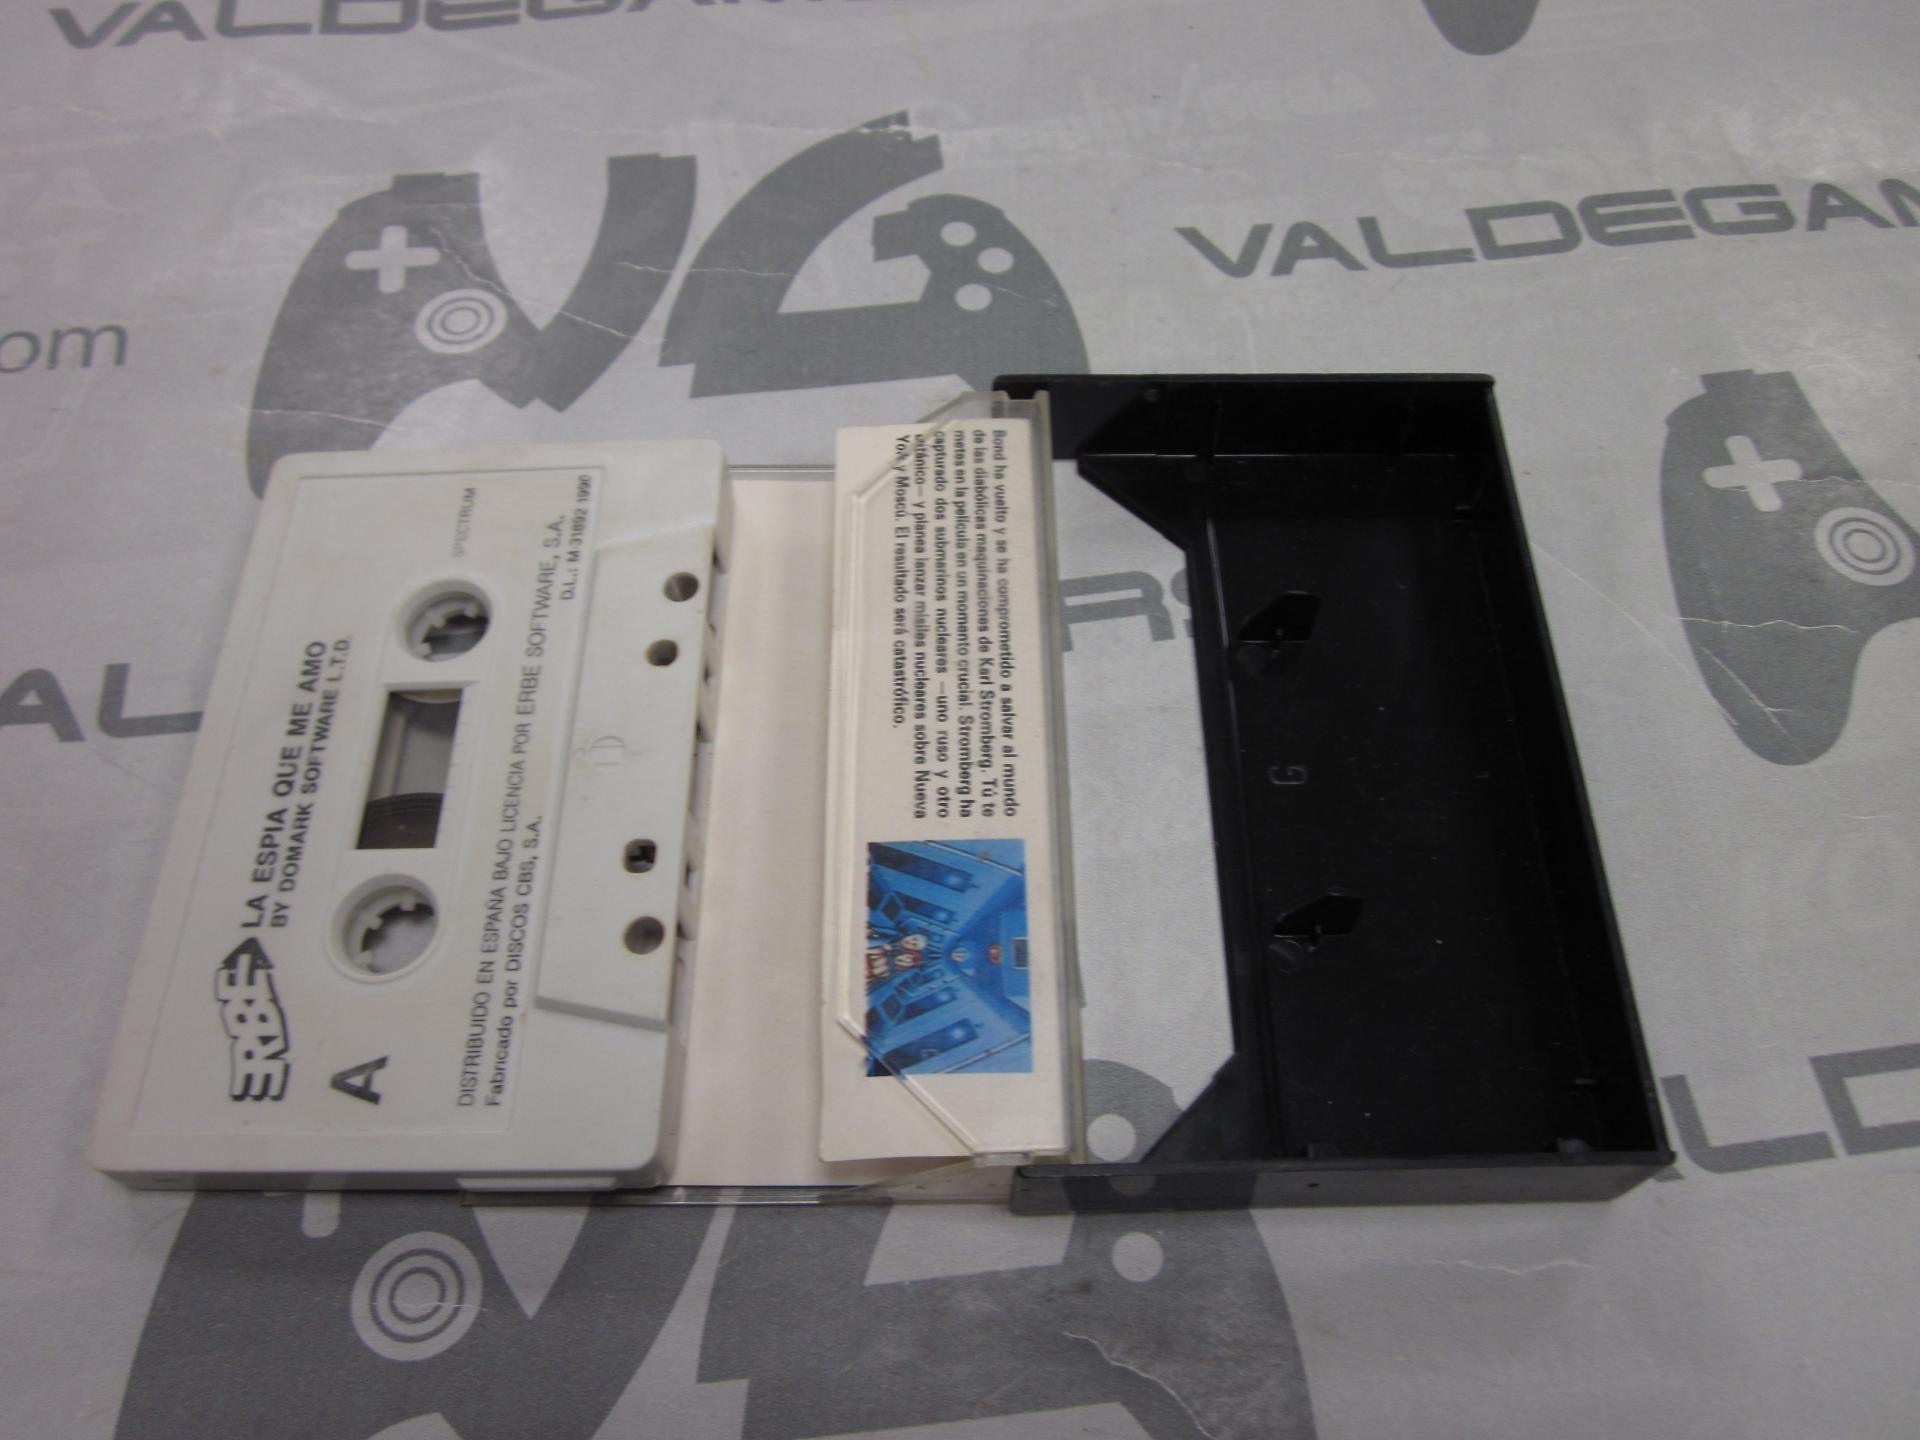 VALDEGAM
VALDEGAM
om
ERBE
LA ESPIA QUE ME AMO
BY DOMARK SOFTWARE L.T.D.
A
SPECTRUM
DISTRIBUIDO EN ESPAÑA BAJO LICENCIA POR ERBE SOFTWARE, S.A.
Fabricado por DISCOS CBS, S.A.
D.L.: M 31892 1990
Bond ha vuelto y se ha comprometido a salvar al mundo
de las diabólicas maquinaciones de Karl Stromberg. Tú te
metes en la película en un momento crucial. Stromberg ha
capturado dos submarinos nucleares —uno ruso y otro
británico— y planea lanzar misiles nucleares sobre Nueva
York y Moscú. El resultado será catastrófico.
G